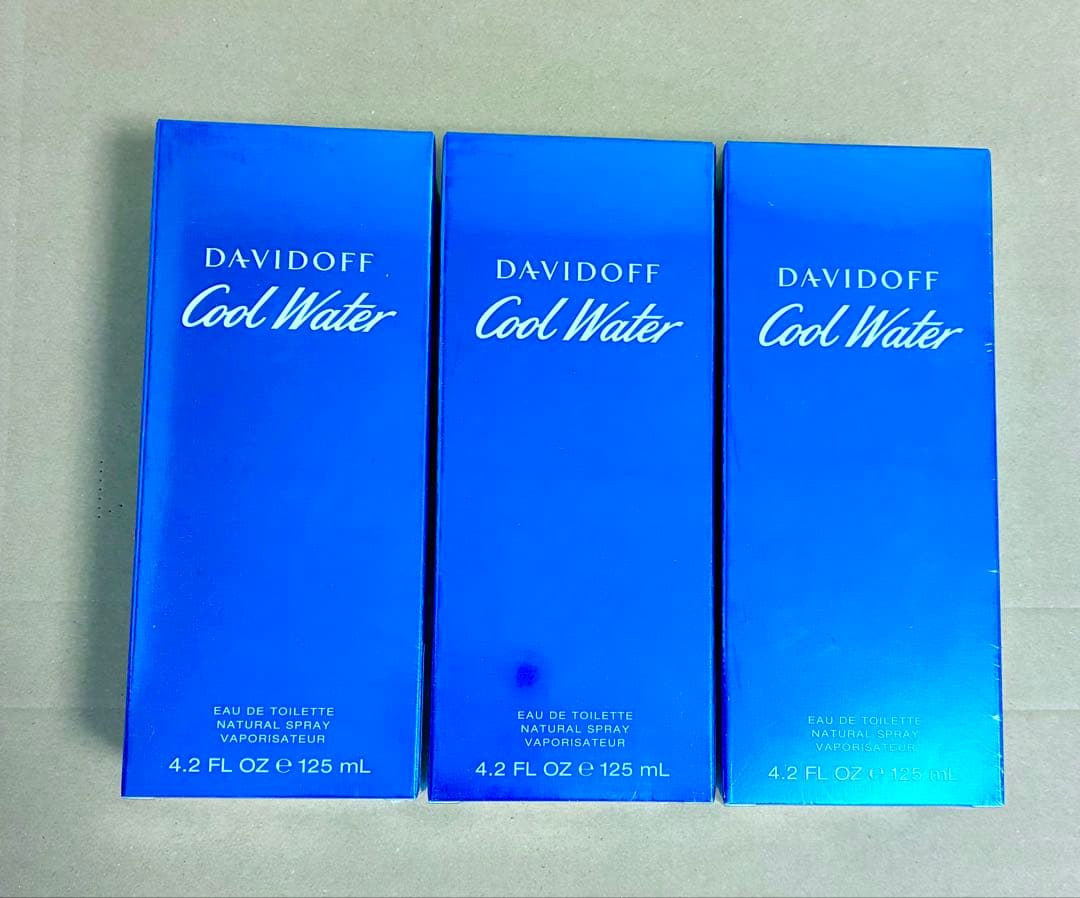 DAVIDOFF
Cool Water
EAU DE TOILETTE
NATURAL SPRAY
VAPORISATEUR
4.2 FL OZ ℮ 125 mL
DAVIDOFF
Cool Water
EAU DE TOILETTE
NATURAL SPRAY
VAPORISATEUR
4.2 FL OZ ℮ 125 mL
DAVIDOFF
Cool Water
EAU DE TOILETTE
NATURAL SPRAY
VAPORISATEUR
4.2 FL OZ ℮ 125 mL